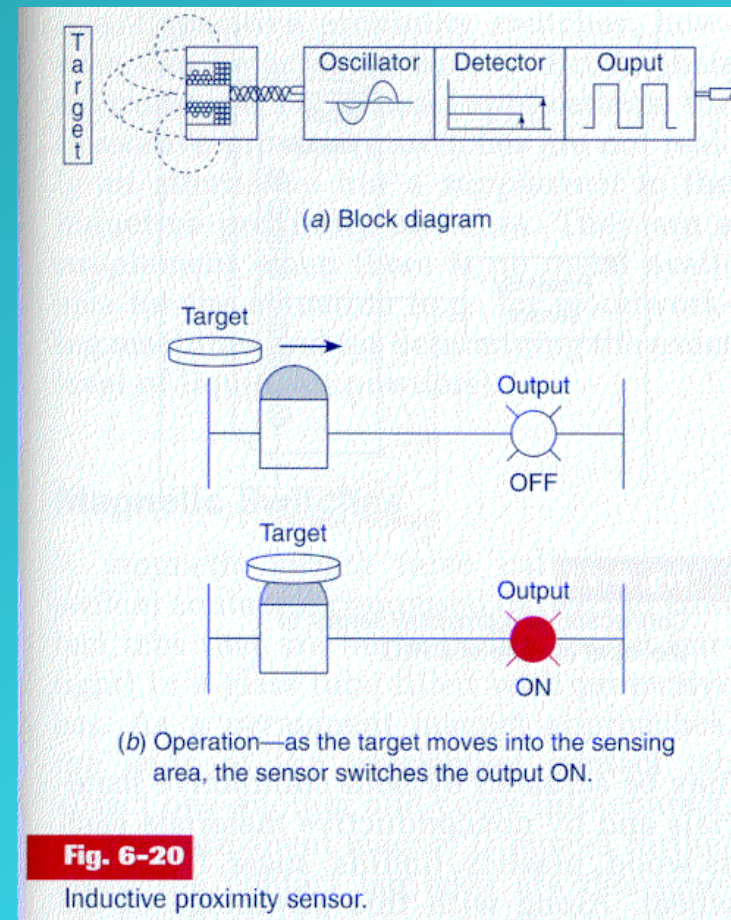 Target
Oscillator Detector Ouput
(a) Block diagram
Target
Output
OFF
Target
Output
ON
(b) Operation—as the target moves into the sensing
area, the sensor switches the output ON.
Fig. 6-20
Inductive proximity sensor.